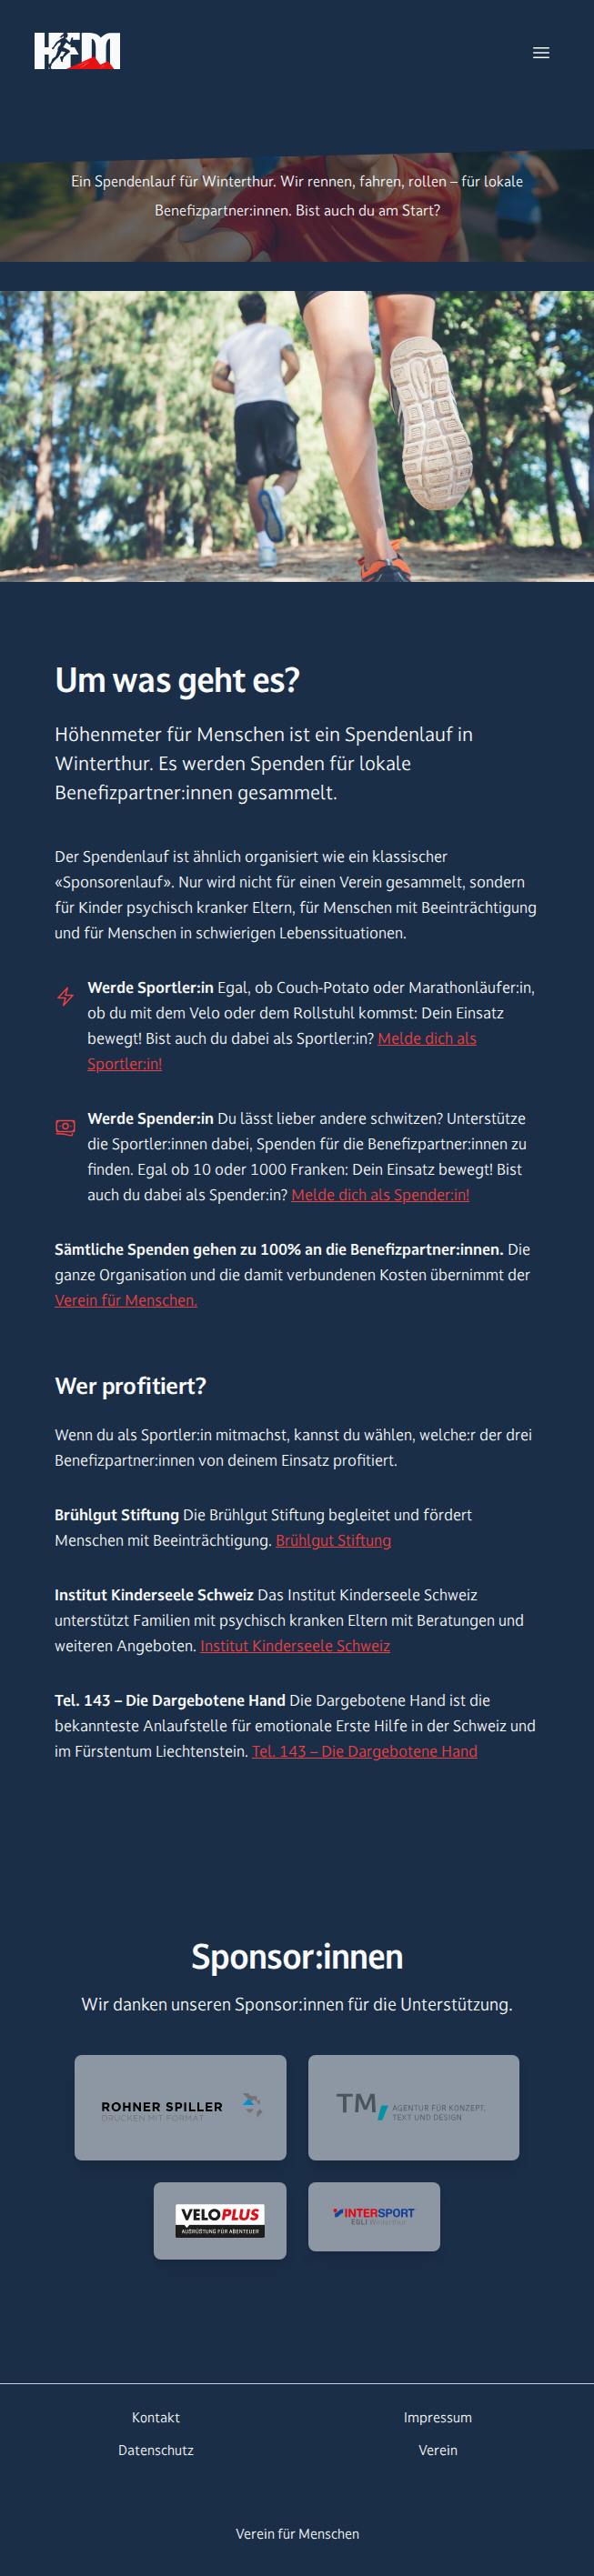 HFM
Ein Spendenlauf für Winterthur. Wir rennen, fahren, rollen – für lokale
Benefizpartner:innen. Bist auch du am Start?
Um was geht es?
Höhenmeter für Menschen ist ein Spendenlauf in
Winterthur. Es werden Spenden für lokale
Benefizpartner:innen gesammelt.
Der Spendenlauf ist ähnlich organisiert wie ein klassischer
«Sponsorenlauf». Nur wird nicht für einen Verein gesammelt, sondern
für Kinder psychisch kranker Eltern, für Menschen mit Beeinträchtigung
und für Menschen in schwierigen Lebenssituationen.
Werde Sportler:in Egal, ob Couch-Potato oder Marathonläufer:in,
ob du mit dem Velo oder dem Rollstuhl kommst: Dein Einsatz
bewegt! Bist auch du dabei als Sportler:in? Melde dich als
Sportler:in!
Werde Spender:in Du lässt lieber andere schwitzen? Unterstütze
die Sportler:innen dabei, Spenden für die Benefizpartner:innen zu
finden. Egal ob 10 oder 1000 Franken: Dein Einsatz bewegt! Bist
auch du dabei als Spender:in? Melde dich als Spender:in!
Sämtliche Spenden gehen zu 100% an die Benefizpartner:innen. Die
ganze Organisation und die damit verbundenen Kosten übernimmt der
Verein für Menschen.
Wer profitiert?
Wenn du als Sportler:in mitmachst, kannst du wählen, welche:r der drei
Benefizpartner:innen von deinem Einsatz profitiert.
Brühlgut Stiftung Die Brühlgut Stiftung begleitet und fördert
Menschen mit Beeinträchtigung. Brühlgut Stiftung
Institut Kinderseele Schweiz Das Institut Kinderseele Schweiz
unterstützt Familien mit psychisch kranken Eltern mit Beratungen und
weiteren Angeboten. Institut Kinderseele Schweiz
Tel. 143 – Die Dargebotene Hand Die Dargebotene Hand ist die
bekannteste Anlaufstelle für emotionale Erste Hilfe in der Schweiz und
im Fürstentum Liechtenstein. Tel. 143 – Die Dargebotene Hand
Sponsor:innen
Wir danken unseren Sponsor:innen für die Unterstützung.
ROHNER SPILLER
DRUCKEN MIT FORMAT
TM
AGENTUR FÜR KONZEPT,
TEXT UND DESIGN
VELOPLUS
AUSRÜSTUNG FÜR ABENTEUER
INTERSPORT
EGLI Winterthur
Kontakt
Impressum
Datenschutz
Verein
Verein für Menschen